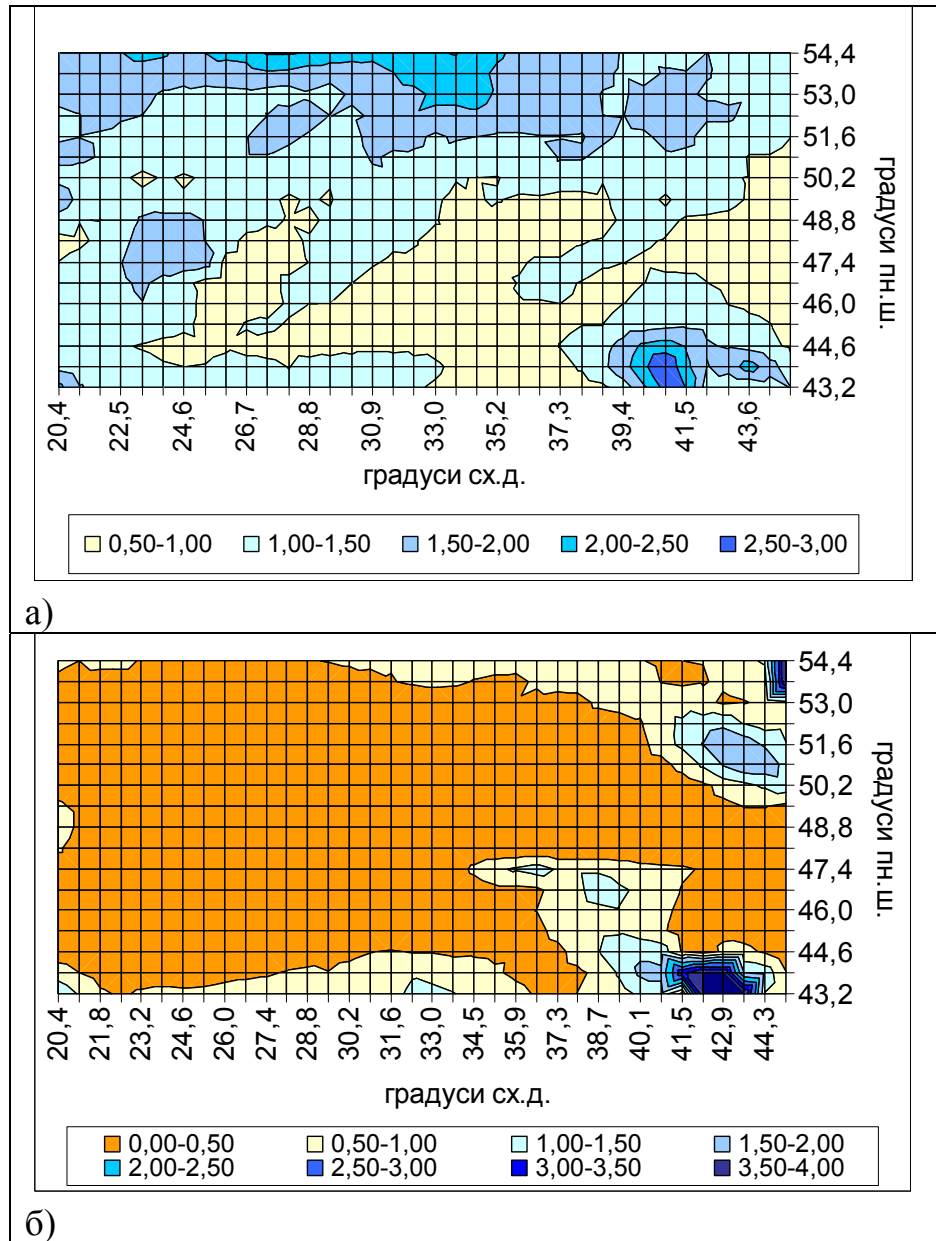 54,4
53,0
51,6
50,2
48,8
47,4
46,0
44,6
43,2
градуси пн.ш.
20,4 22,5 24,6 26,7 28,8 30,9 33,0 35,2 37,3 39,4 41,5 43,6
градуси сх.д.
0,50-1,00 1,00-1,50 1,50-2,00 2,00-2,50 2,50-3,00
а)
54,4
53,0
51,6
50,2
48,8
47,4
46,0
44,6
43,2
градуси пн.ш.
20,4 21,8 23,2 24,6 26,0 27,4 28,8 30,2 31,6 33,0 34,5 35,9 37,3 38,7 40,1 41,5 42,9 44,3
градуси сх.д.
0,00-0,50 0,50-1,00 1,00-1,50 1,50-2,00
2,00-2,50 2,50-3,00 3,00-3,50 3,50-4,00
б)